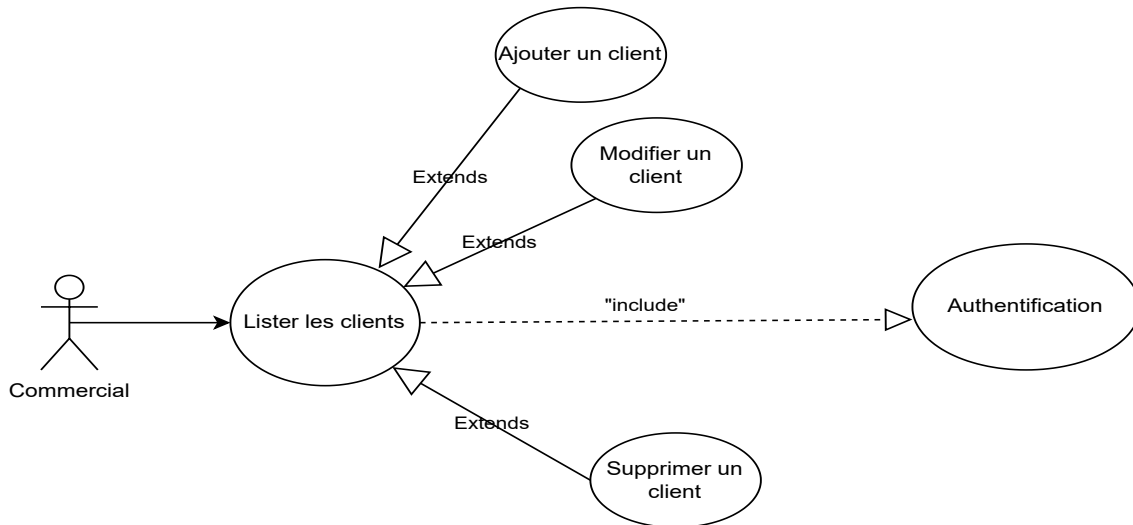 Ajouter un client
Modifier un
client
Extends
Extends
Lister les clients
"include"
Authentification
Commercial
Extends
Supprimer un
client